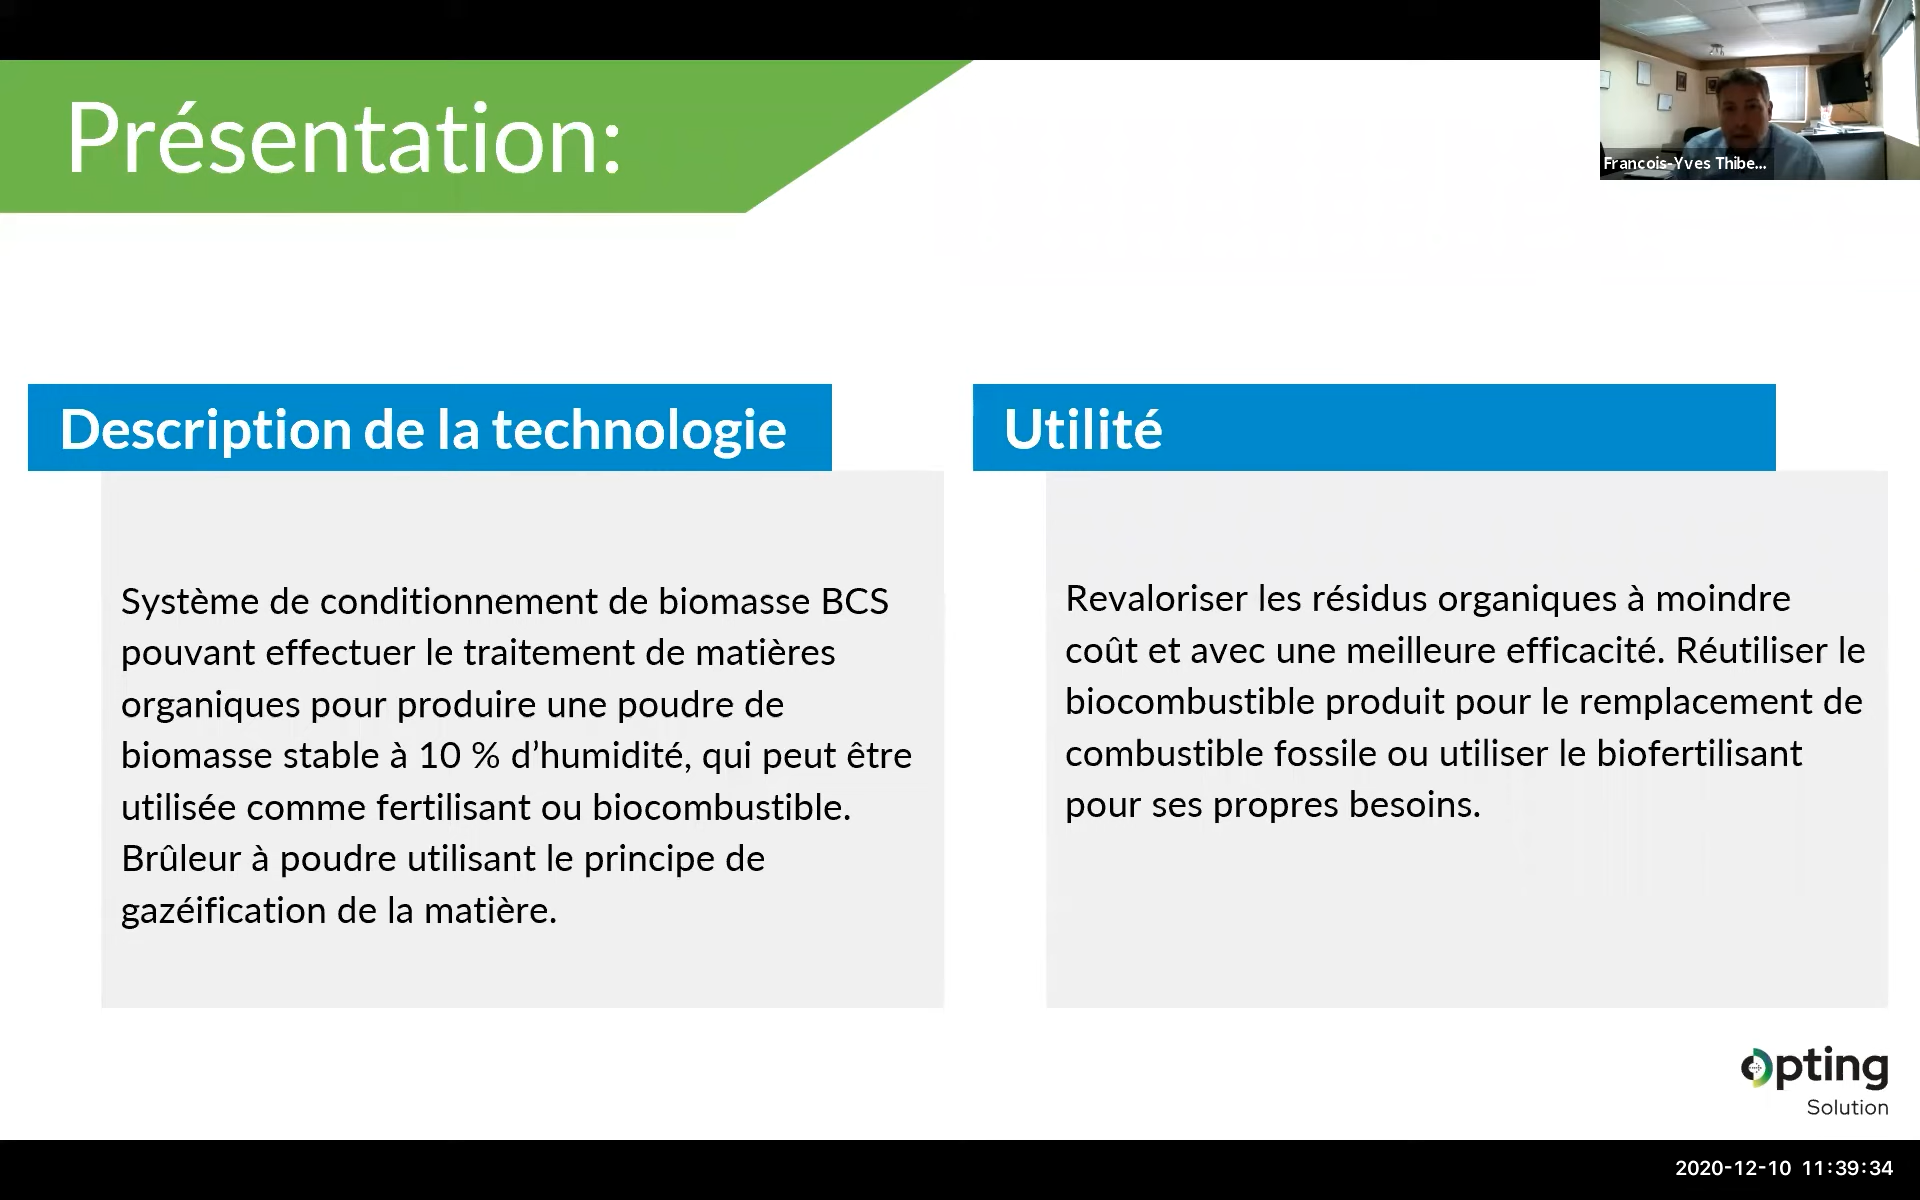 Présentation:
Francois-Yves Thibe...
Description de la technologie
Système de conditionnement de biomasse BCS
pouvant effectuer le traitement de matières
organiques pour produire une poudre de
biomasse stable à 10 % d’humidité, qui peut être
utilisée comme fertilisant ou biocombustible.
Brûleur à poudre utilisant le principe de
gazéification de la matière.
Utilité
Revaloriser les résidus organiques à moindre
coût et avec une meilleure efficacité. Réutiliser le
biocombustible produit pour le remplacement de
combustible fossile ou utiliser le biofertilisant
pour ses propres besoins.
Opting
Solution
2020-12-10 11:39:34